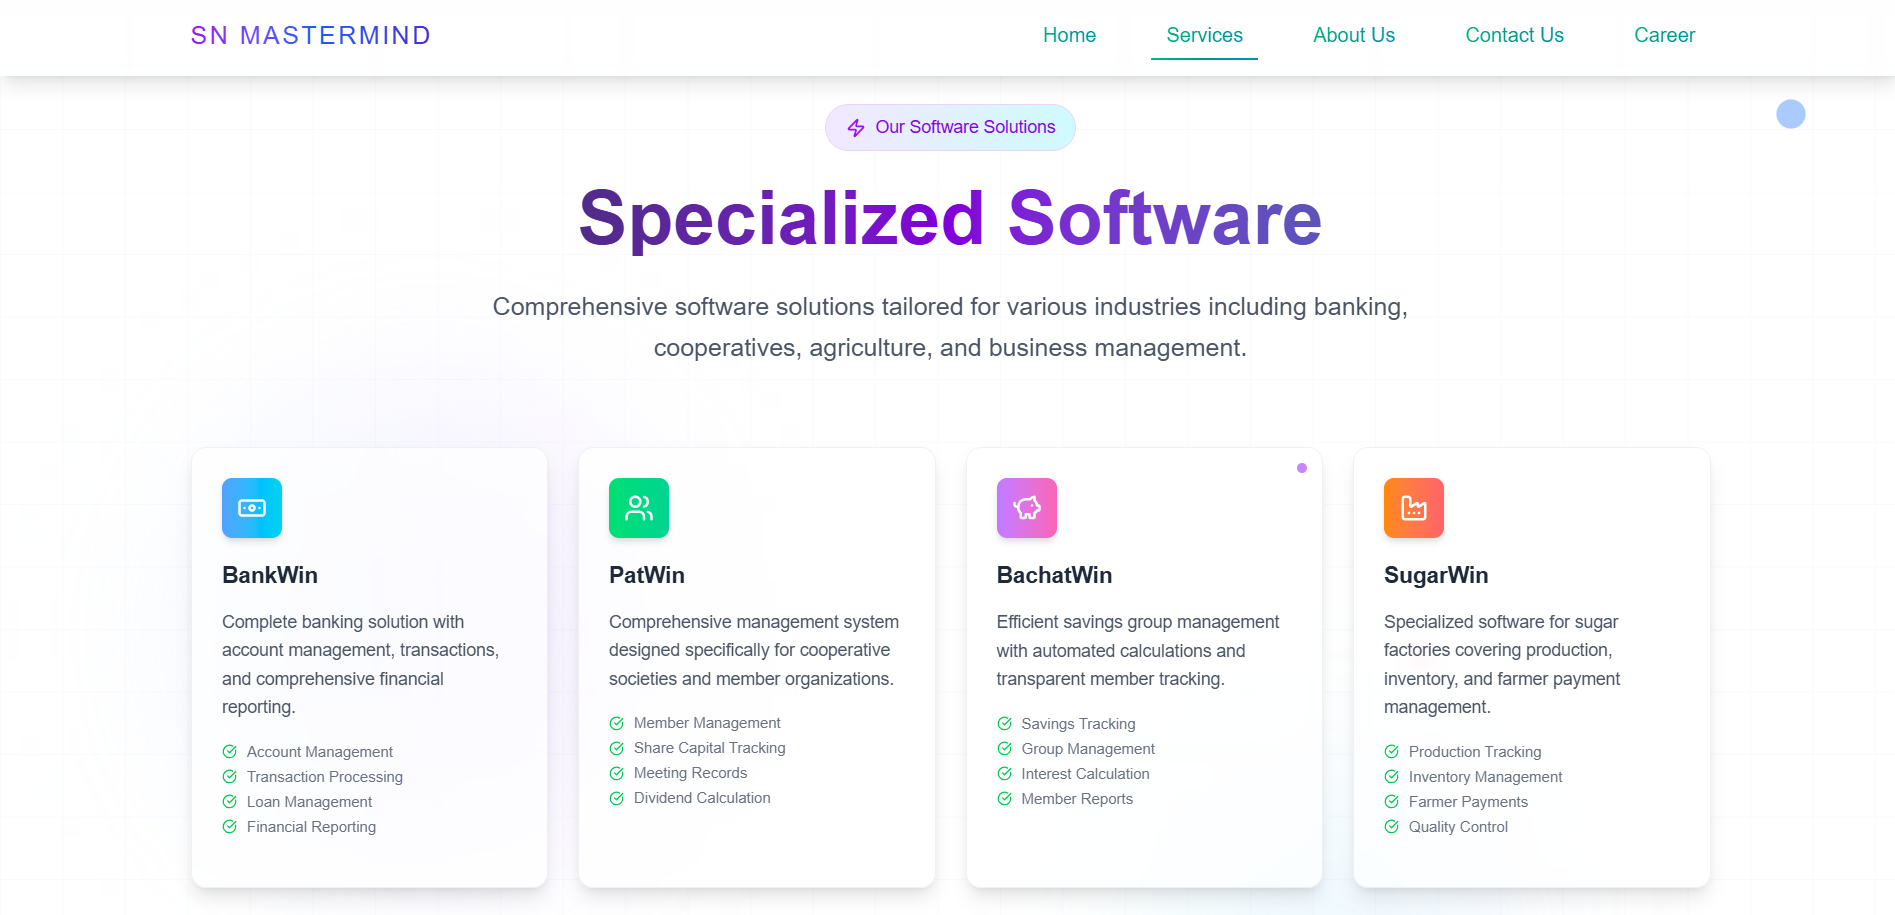 SN MASTERMIND
Home
Services
About Us
Contact Us
Career
Our Software Solutions
Specialized Software
Comprehensive software solutions tailored for various industries including banking,
cooperatives, agriculture, and business management.
BankWin
Complete banking solution with
account management, transactions,
and comprehensive financial
reporting.
Account Management
Transaction Processing
Loan Management
Financial Reporting
PatWin
Comprehensive management system
designed specifically for cooperative
societies and member organizations.
Member Management
Share Capital Tracking
Meeting Records
Dividend Calculation
BachatWin
Efficient savings group management
with automated calculations and
transparent member tracking.
Savings Tracking
Group Management
Interest Calculation
Member Reports
SugarWin
Specialized software for sugar
factories covering production,
inventory, and farmer payment
management.
Production Tracking
Inventory Management
Farmer Payments
Quality Control